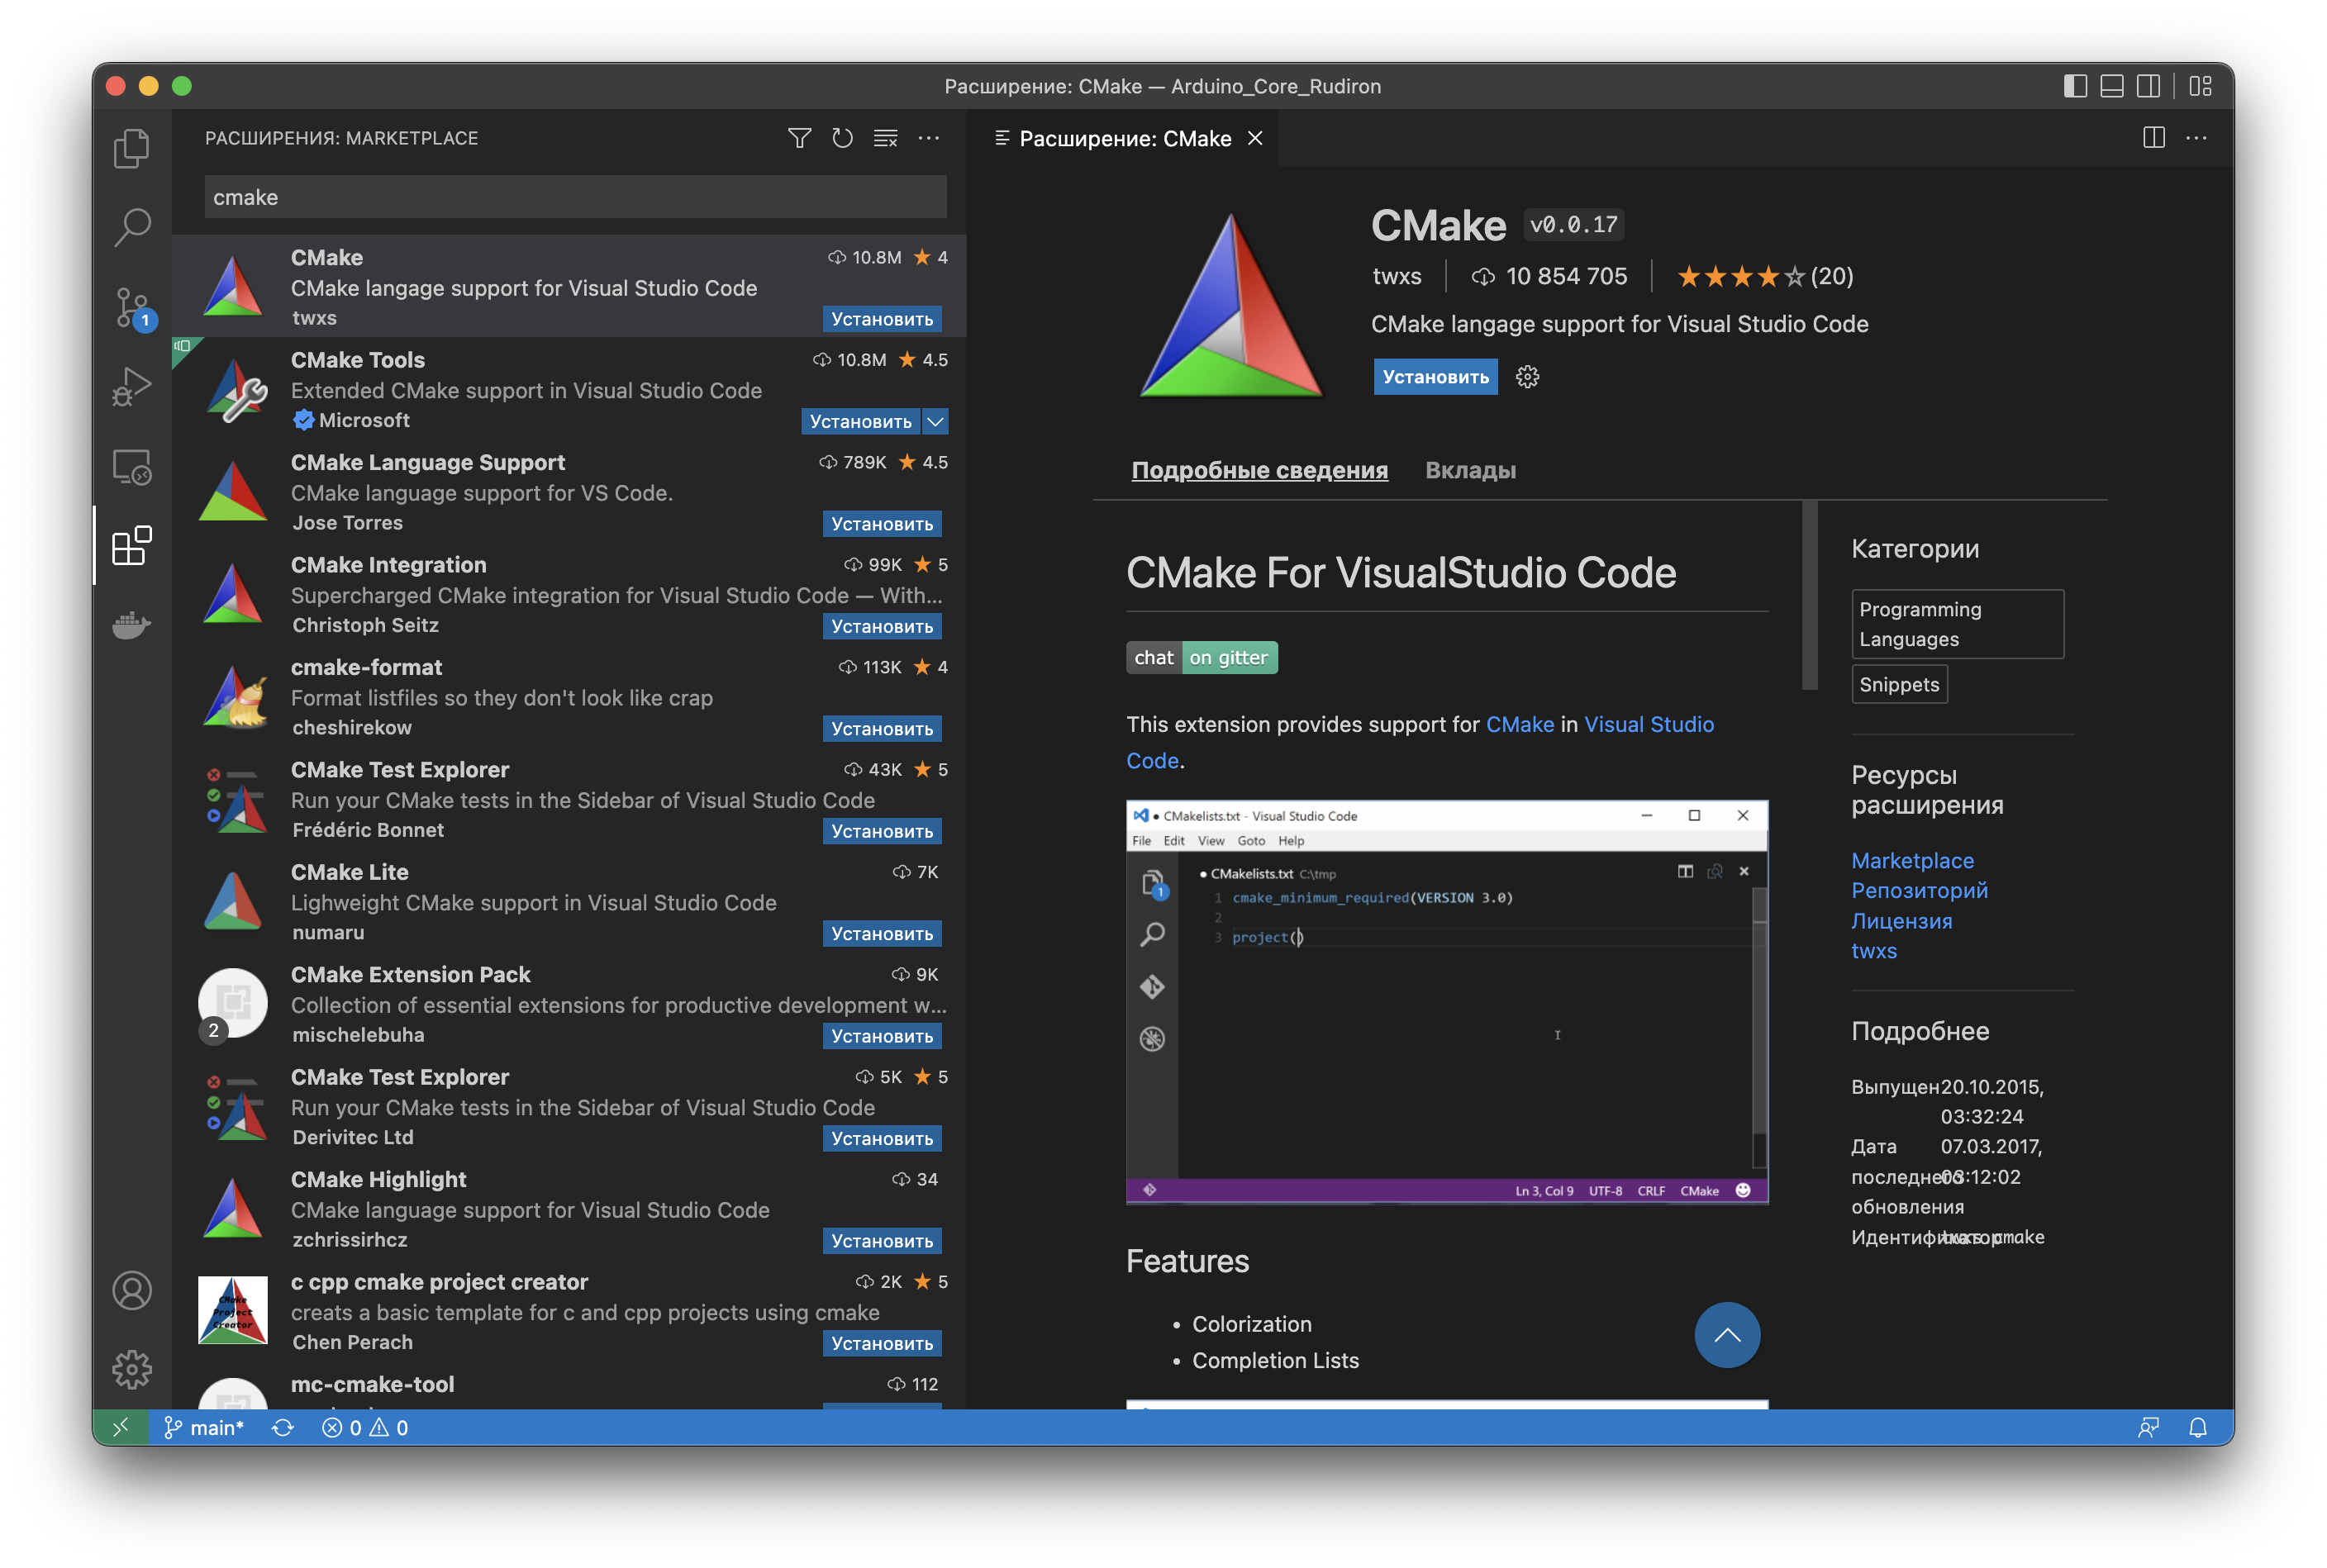 Расширение: CMake — Arduino_Core_Rudiron
РАСШИРЕНИЯ: MARKETPLACE
cmake
CMake 10.8M ★ 4
CMake langage support for Visual Studio Code
twxs Установить
CMake Tools 10.8M ★ 4.5
Extended CMake support in Visual Studio Code
Microsoft Установить
CMake Language Support 789K ★ 4.5
CMake language support for VS Code.
Jose Torres Установить
CMake Integration 99K ★ 5
Supercharged CMake integration for Visual Studio Code — With...
Christoph Seitz Установить
cmake-format 113K ★ 4
Format listfiles so they don't look like crap
cheshirekow Установить
CMake Test Explorer 43K ★ 5
Run your CMake tests in the Sidebar of Visual Studio Code
Frédéric Bonnet Установить
CMake Lite 7K
Lighweight CMake support in Visual Studio Code
numaru Установить
CMake Extension Pack 9K
Collection of essential extensions for productive development w...
2
mischelebuha Установить
CMake Test Explorer 5K ★ 5
Run your CMake tests in the Sidebar of Visual Studio Code
Derivitec Ltd Установить
CMake Highlight 34
CMake language support for Visual Studio Code
zchrissirhcz Установить
c cpp cmake project creator 2K ★ 5
CMake
Project
Creator
creats a basic template for c and cpp projects using cmake
Chen Perach Установить
mc-cmake-tool 112
1
Расширение: CMake
CMake v0.0.17
twxs 10 854 705 ★★★★☆ (20)
CMake langage support for Visual Studio Code
Установить
Подробные сведения Вклады
CMake For VisualStudio Code
chat on gitter
This extension provides support for CMake in Visual Studio
Code.
CMakelists.txt - Visual Studio Code
File Edit View Goto Help
CMakelists.txt C:\tmp
1
1 cmake_minimum_required(VERSION 3.0)
2
3 project()
Ln 3, Col 9 UTF-8 CRLF CMake
Features
• Colorization
• Completion Lists
Категории
Programming
Languages
Snippets
Ресурсы
расширения
Marketplace
Репозиторий
Лицензия
twxs
Подробнее
Выпущен 20.10.2015,
03:32:24
Дата 07.03.2017,
последнего 03:12:02
обновления
Идентификатор twxs.cmake
main* 0 0